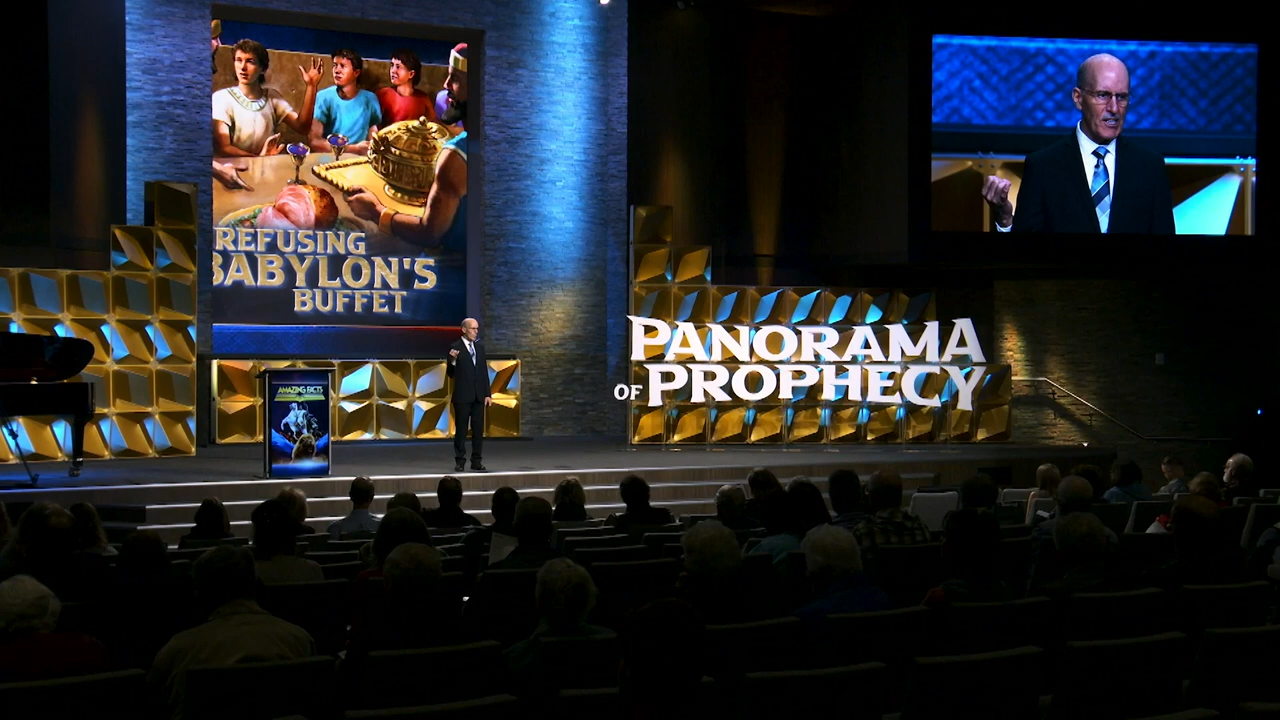 REFUSING
BABYLON'S
BUFFET
AMAZING FACTS
PANORAMA
OF PROPHECY